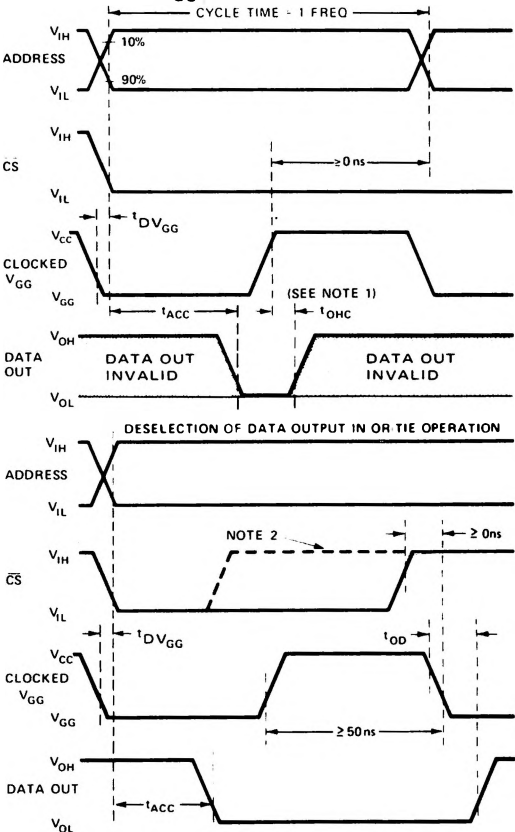 CYCLE TIME = 1 FREQ
VIH
10%
ADDRESS
90%
VIL
VIH
CS
≥0 ns
VIL
tDVGG
VCC
CLOCKED
VGG
VGG
(SEE NOTE 1)
tACC
tOHC
VOH
DATA
OUT
DATA OUT
INVALID
DATA OUT
INVALID
VOL
DESELECTION OF DATA OUTPUT IN OR-TIE OPERATION
VIH
ADDRESS
VIL
NOTE 2
≥ 0ns
VIH
CS
VIL
tDVGG
tOD
VCC
CLOCKED
VGG
VGG
≥ 50 ns
VOH
DATA OUT
tACC
VOL